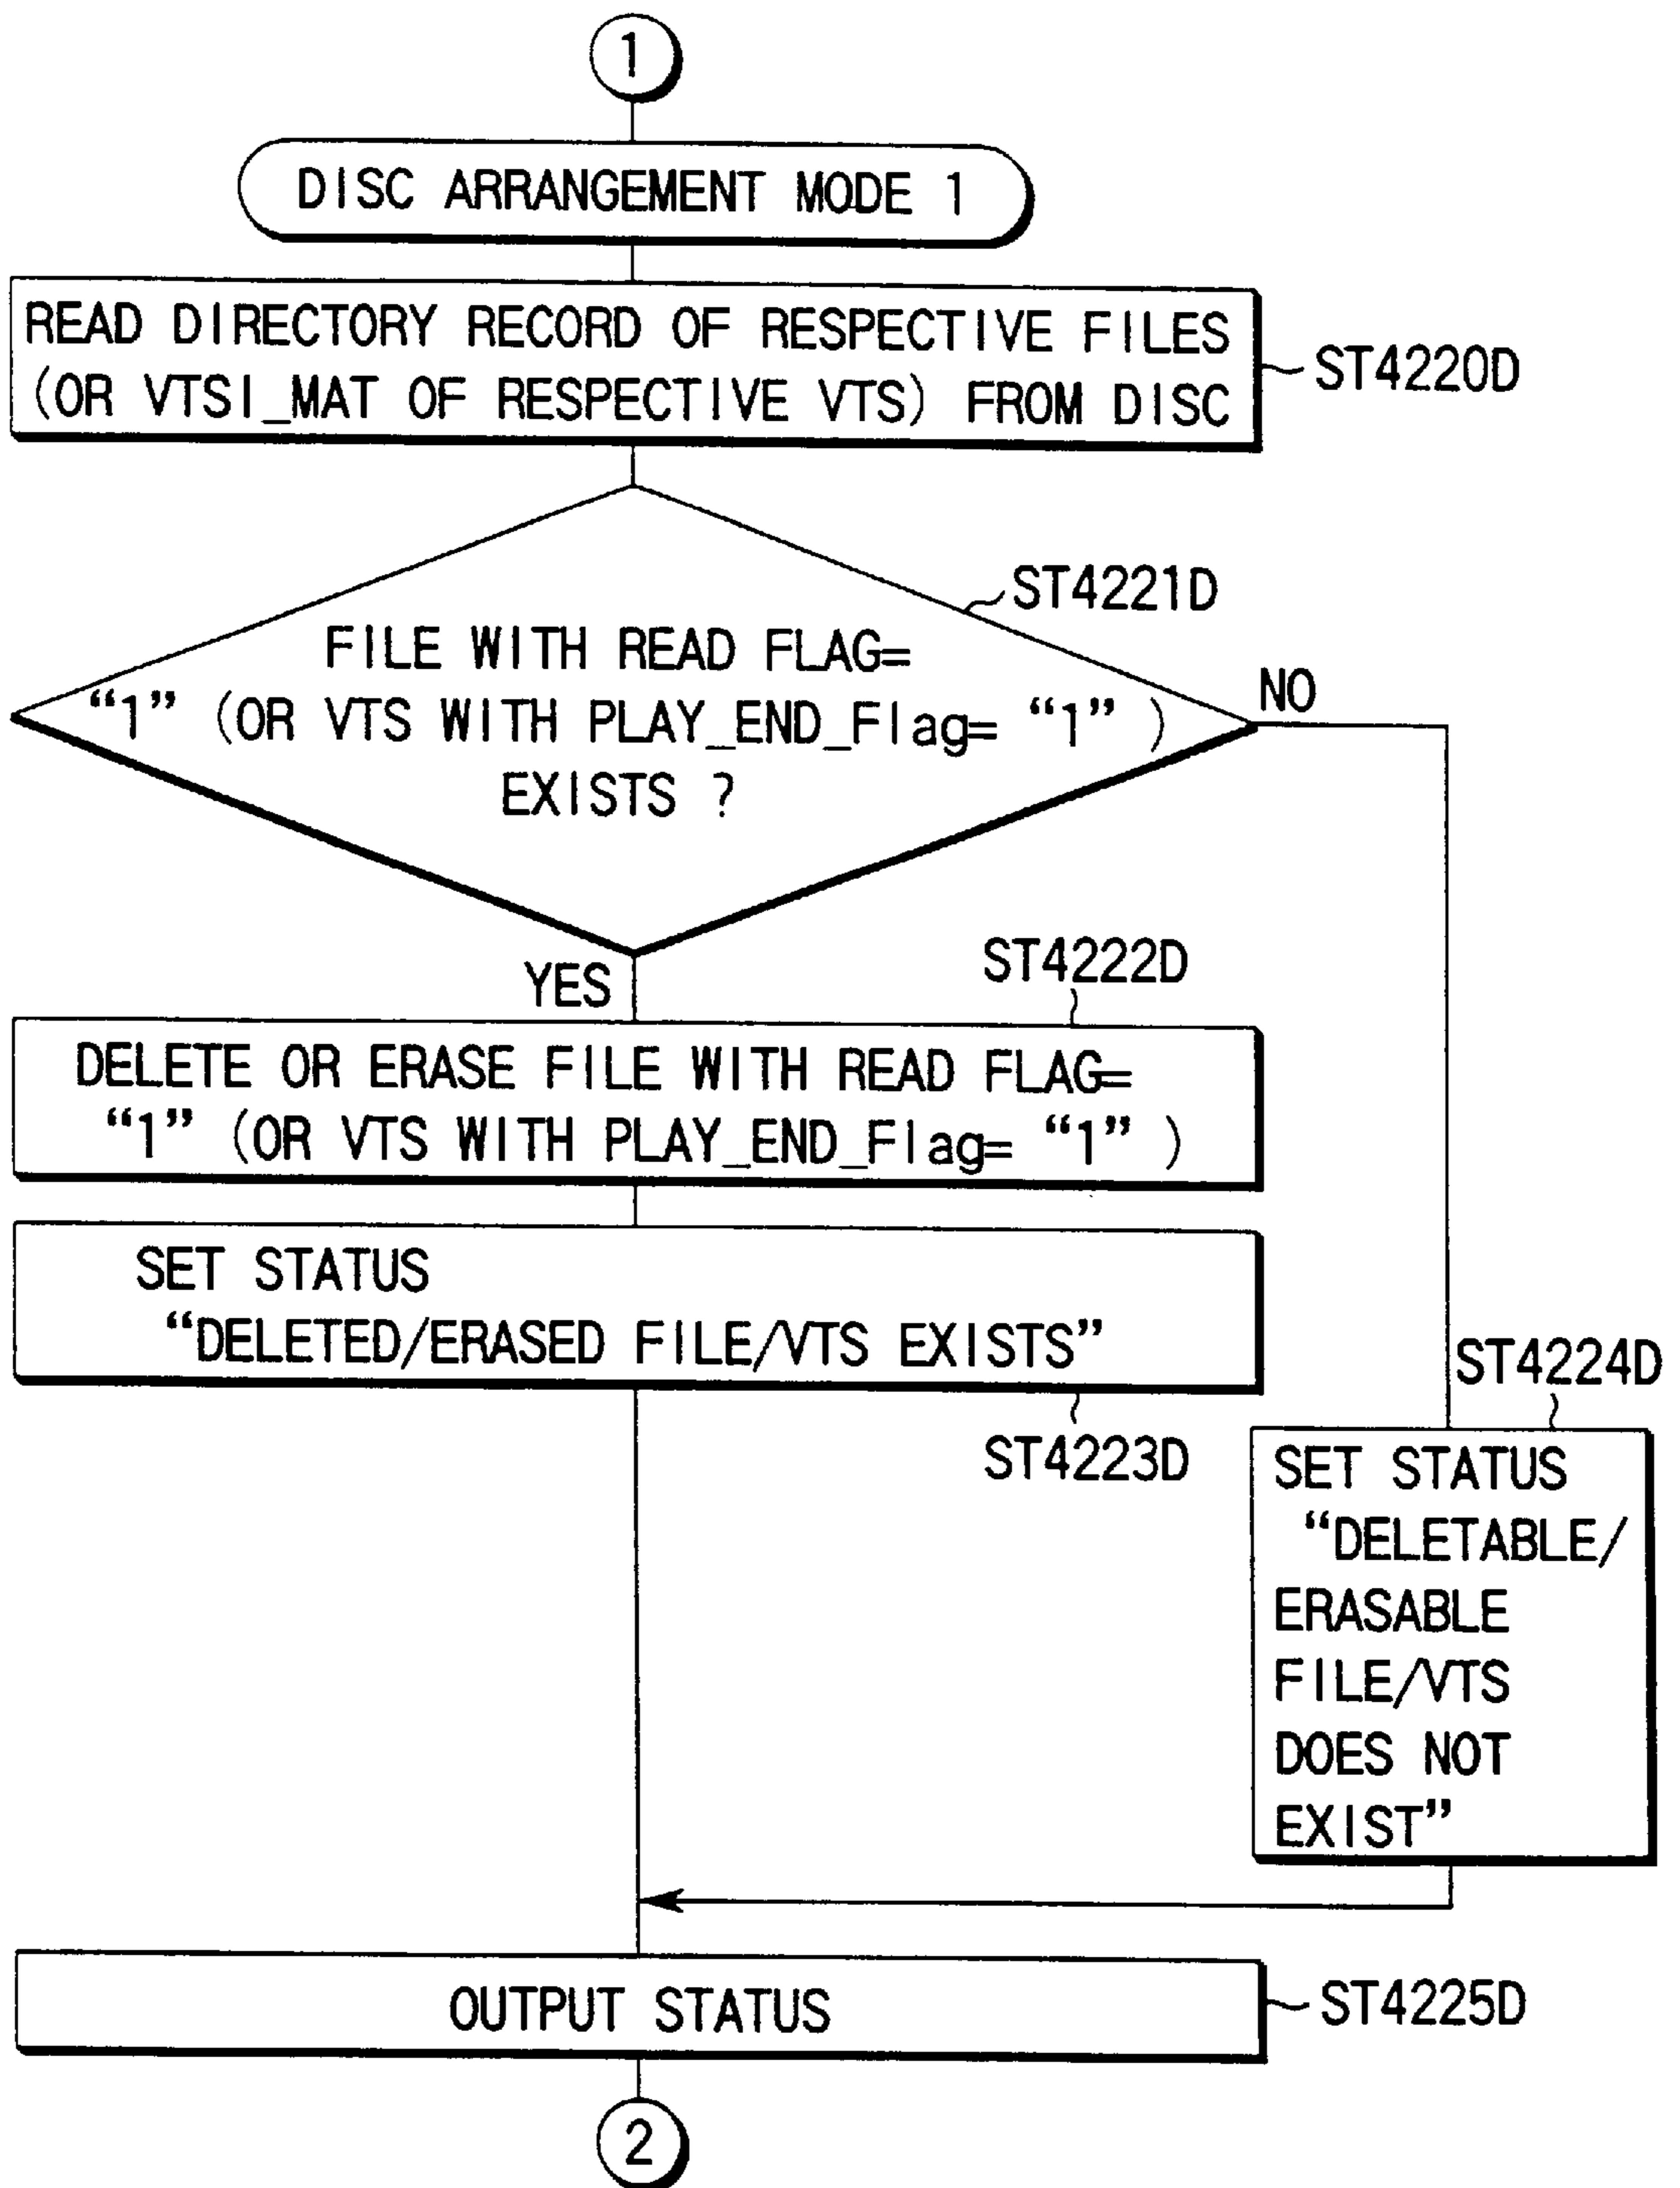 1
DISC ARRANGEMENT MODE 1
READ DIRECTORY RECORD OF RESPECTIVE FILES
(OR VTSI_MAT OF RESPECTIVE VTS) FROM DISC
ST4220D
ST4221D
FILE WITH READ FLAG=
“1” (OR VTS WITH PLAY_END_Flag= “1” )
EXISTS ?
NO
YES
ST4222D
DELETE OR ERASE FILE WITH READ FLAG=
“1” (OR VTS WITH PLAY_END_Flag= “1” )
SET STATUS
“DELETED/ERASED FILE/VTS EXISTS”
ST4223D
ST4224D
SET STATUS
“DELETABLE/
ERASABLE
FILE/VTS
DOES NOT
EXIST”
OUTPUT STATUS
ST4225D
2